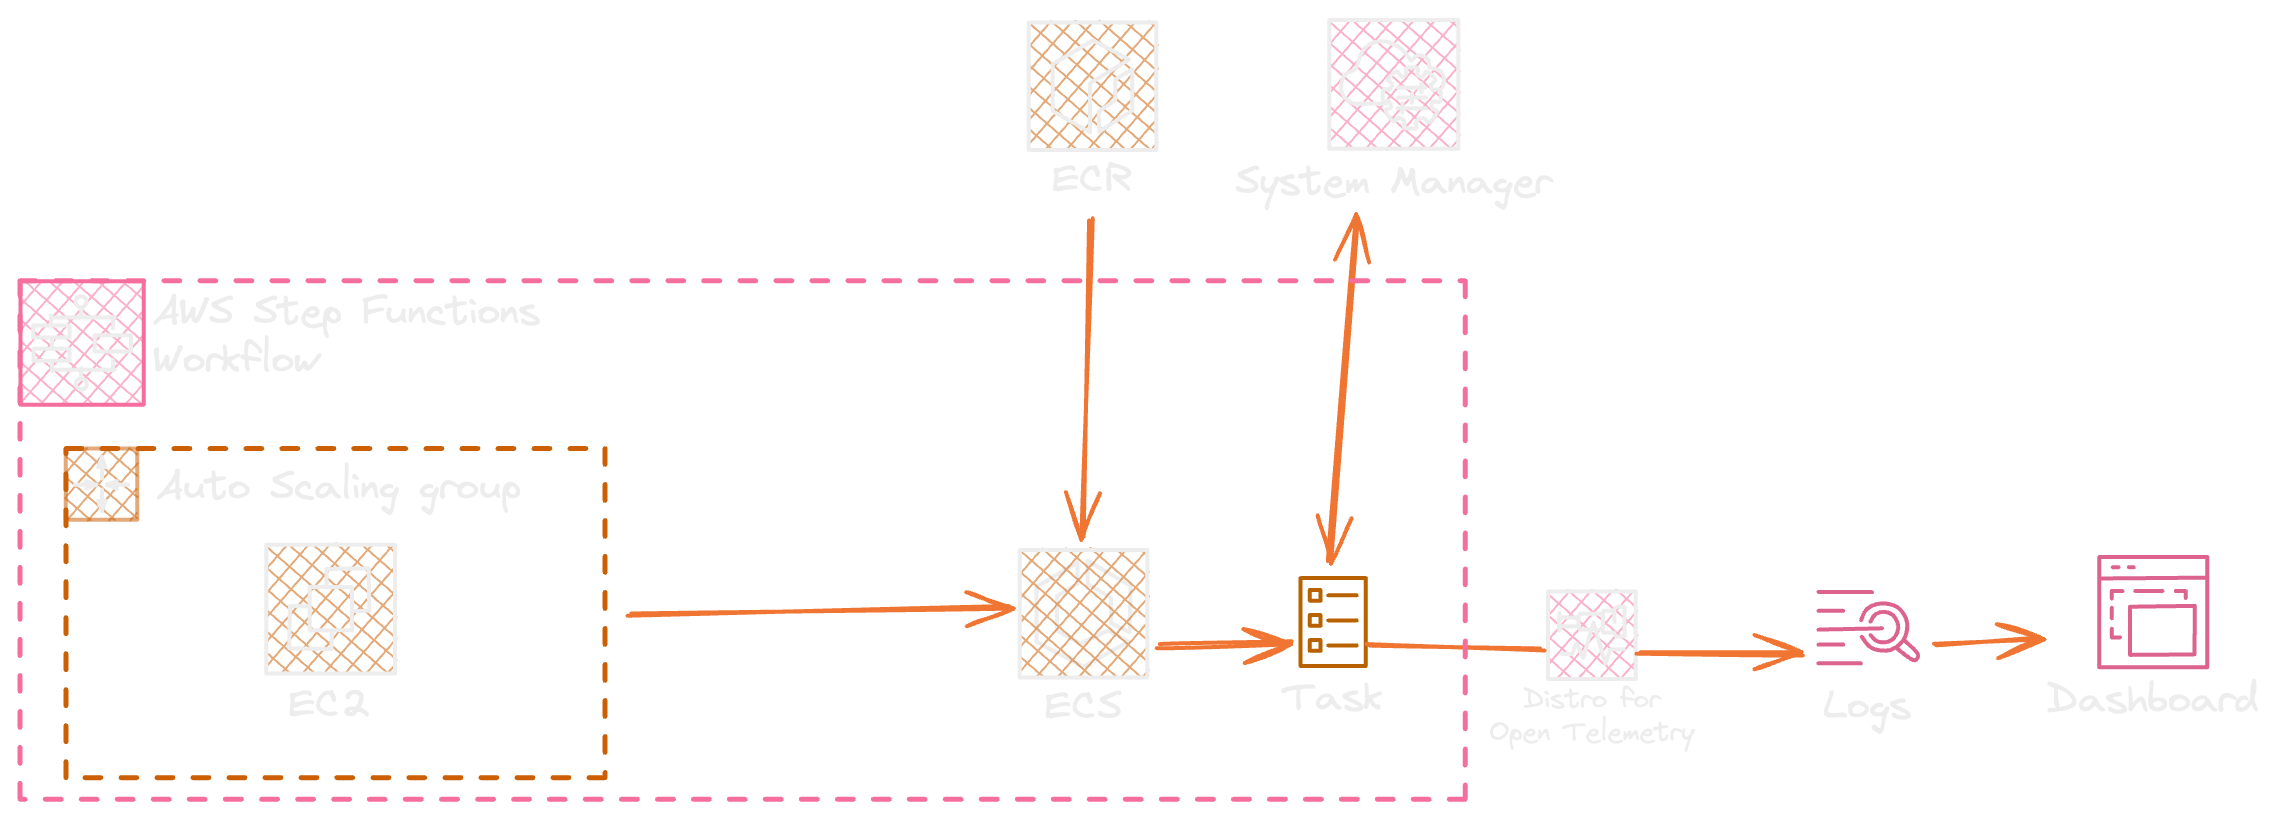 ECR
System Manager
AWS Step Functions
Workflow
Auto Scaling group
EC2
ECS
Task
Distro for
Open Telemetry
Logs
Dashboard